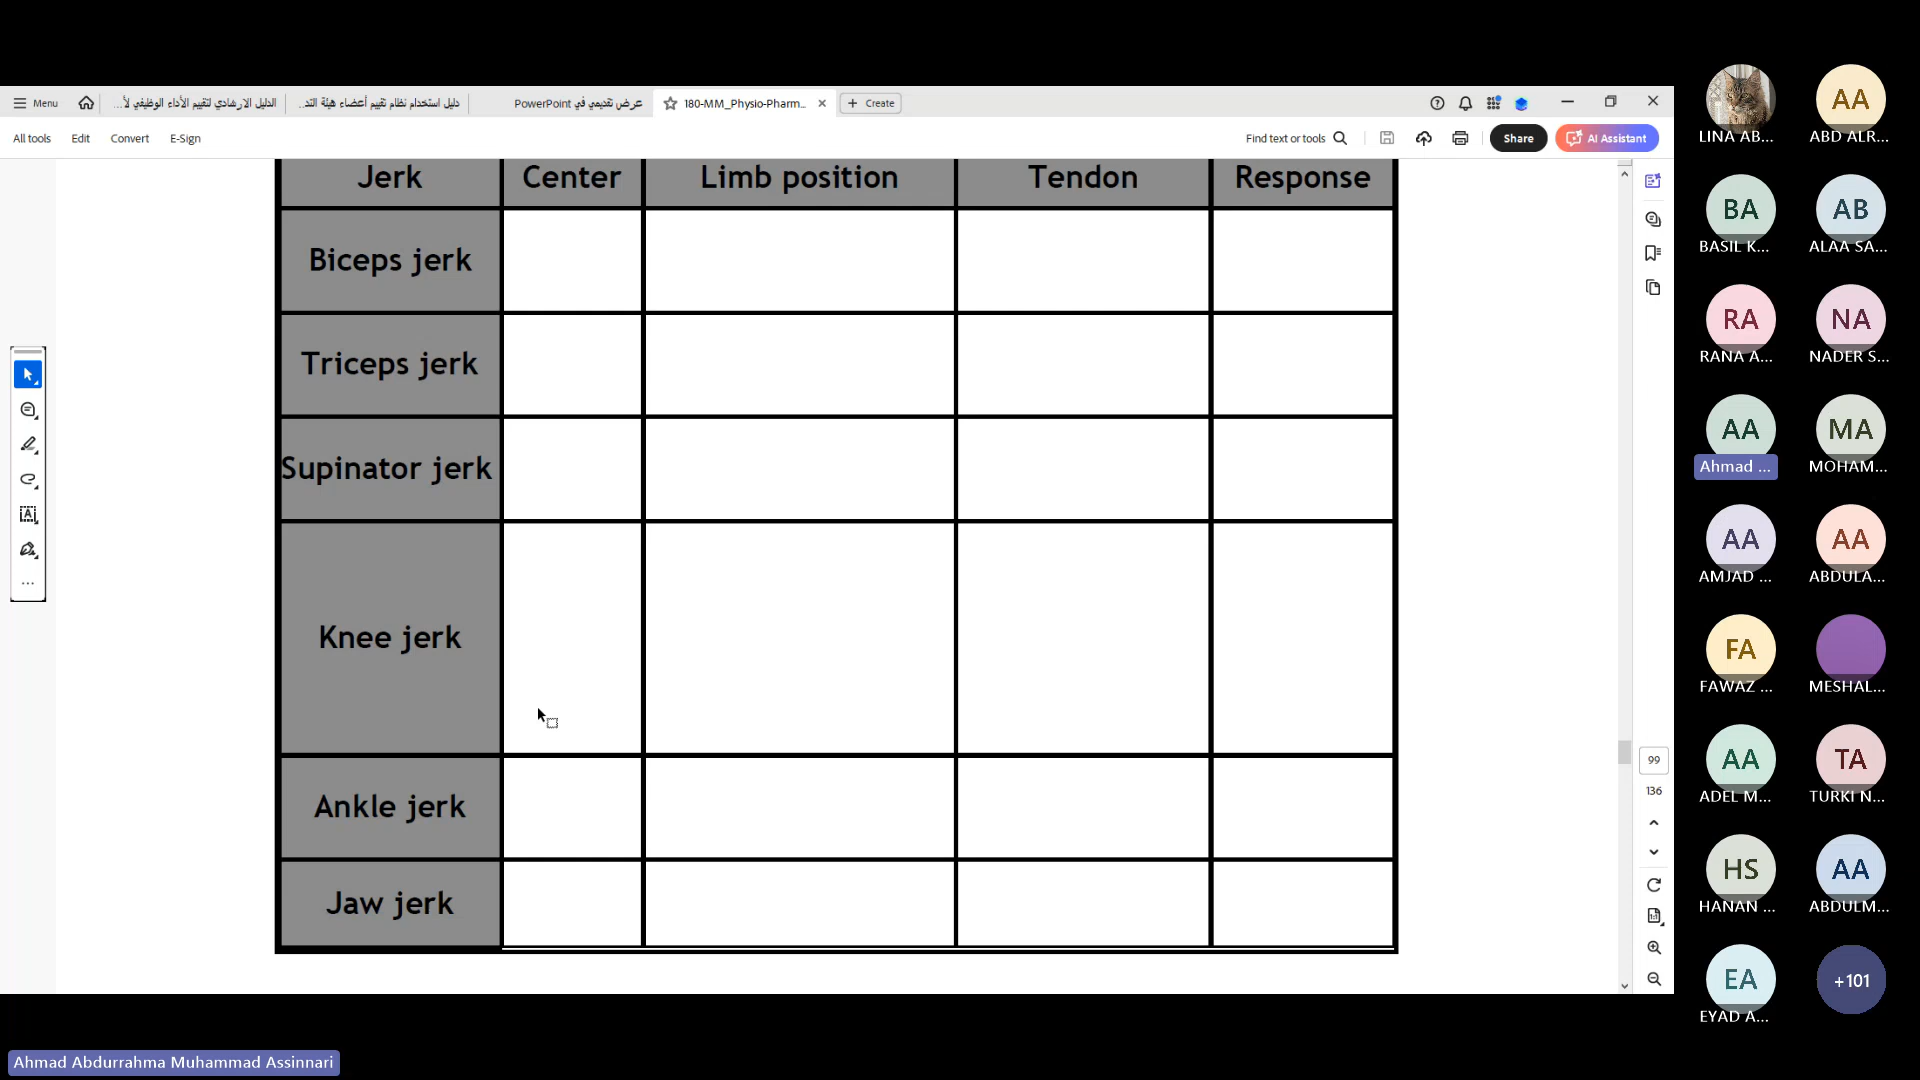 Menu
الدليل الارشادي لتقييم الأداء الوظيفي لأ...
دليل استخدام نظام تقييم أعضاء هيئة التد...
عرض تقديمي في PowerPoint
180-MM_Physio-Pharm...
Create
All tools
Edit
Convert
E-Sign
Find text or tools
Share
AI Assistant
Jerk Center Limb position Tendon Response
Biceps jerk
Triceps jerk
Supinator jerk
Knee jerk
Ankle jerk
Jaw jerk
99
136
LINA AB...
AA
ABD ALR...
BA
BASIL K...
AB
ALAA SA...
RA
RANA A...
NA
NADER S...
AA
Ahmad ...
MA
MOHAM...
AA
AMJAD ...
AA
ABDULA...
FA
FAWAZ ...
MESHAL...
AA
ADEL M...
TA
TURKI N...
HS
HANAN ...
AA
ABDULM...
EA
EYAD A...
+101
Ahmad Abdurrahma Muhammad Assinnari